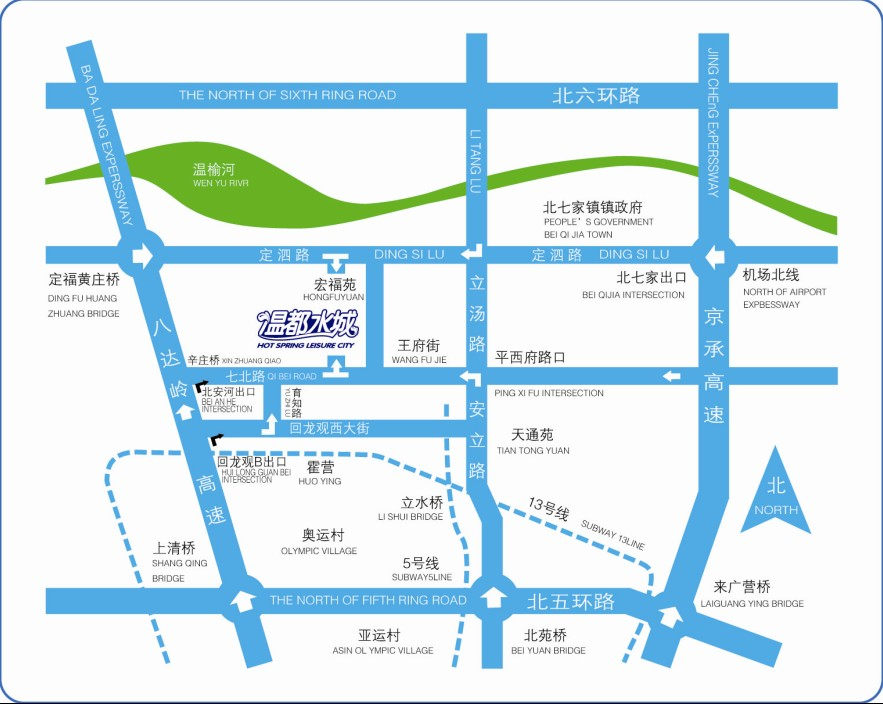 BA DA LING EXPERSSWAY
JING CHEnG ExPERSSWAY
THE NORTH OF SIXTH RING ROAD
北六环路
LI TANG LU
温榆河
WEN YU RIVR
北七家镇镇政府
PEOPLE’S GOVERNMENT
BEI QI JIA TOWN
定泗路
DING SI LU
定泗路 DING SI LU
定福黄庄桥
DING FU HUANG
ZHUANG BRIDGE
宏福苑
HONGFUYUAN
立汤路
北七家出口
BEI QIJIA INTERSECTION
机场北线
NORTH OF AIRPORT
EXPBESSWAY
八达岭
高速
京承高速
温都水城
HOT SPRING LEISURE CITY
王府街
WANG FU JIE
平西府路口
PING XI FU INTERSECTION
辛庄桥 XIN ZHUANG QIAO
七北路 QI BEI ROAD
北安河出口
BEI AN HE
INTERSECTION
育知路
安立路
回龙观西大街
天通苑
TIAN TONG YUAN
北
NORTH
回龙观B出口
HUI LONG GUAN BEI
INTERSECTION
霍营
HUO YING
立水桥
LI SHUI BRIDGE
13号线
SUBWAY 13LINE
奥运村
OLYMPIC VILLAGE
上清桥
SHANG QING
BRIDGE
5号线
SUBWAY5LINE
来广营桥
LAIGUANG YING BRIDGE
THE NORTH OF FIFTH RING ROAD
北五环路
亚运村
ASIN OL YMPIC VILLAGE
北苑桥
BEI YUAN BRIDGE